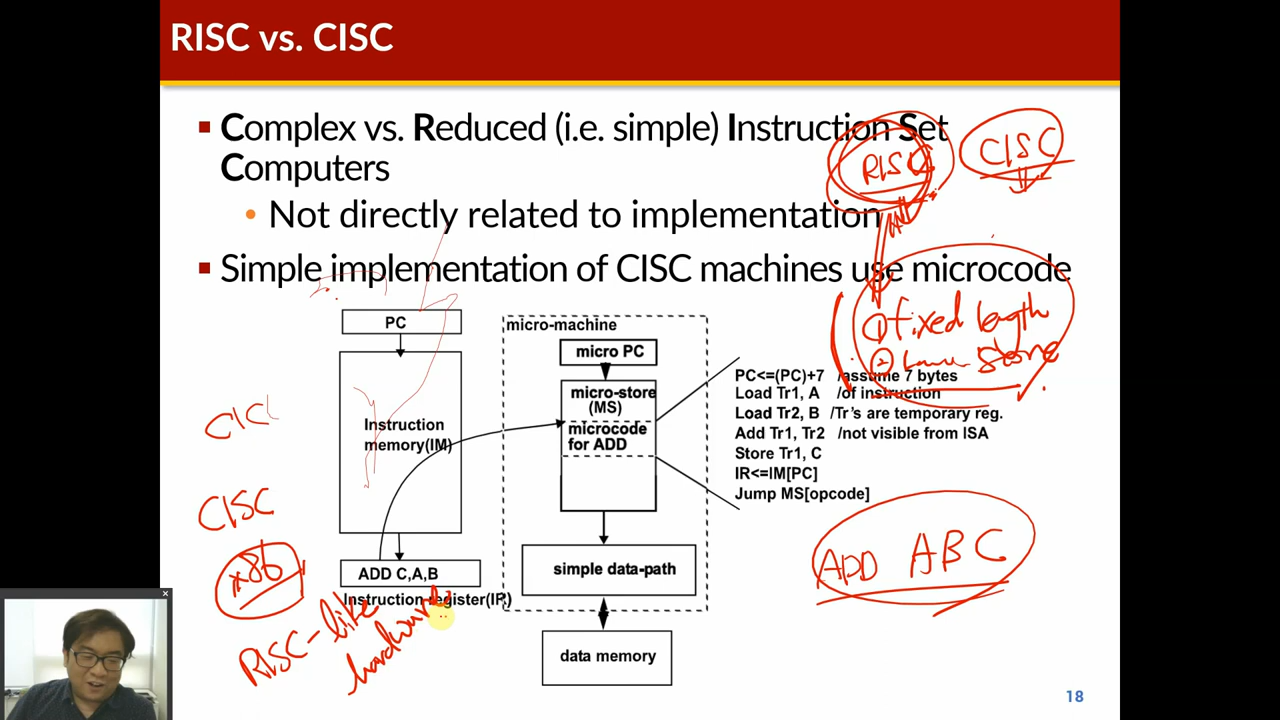 RISC vs. CISC
Complex vs. Reduced (i.e. simple) Instruction Set
Computers
Not directly related to implementation
Simple implementation of CISC machines use microcode
RISC
CISC
① fixed length
② store
PC
Instruction
memory(IM)
ADD C,A,B
Instruction register(IR)
micro-machine
micro PC
micro-store
(MS)
microcode
for ADD
simple data-path
data memory
PC<=(PC)+7 /assume 7 bytes
Load Tr1, A /of instruction
Load Tr2, B /Tr's are temporary reg.
Add Tr1, Tr2 /not visible from ISA
Store Tr1, C
IR<=IM[PC]
Jump MS[opcode]
ADD ABC
CISC
x86
RISC-like
hardware
18